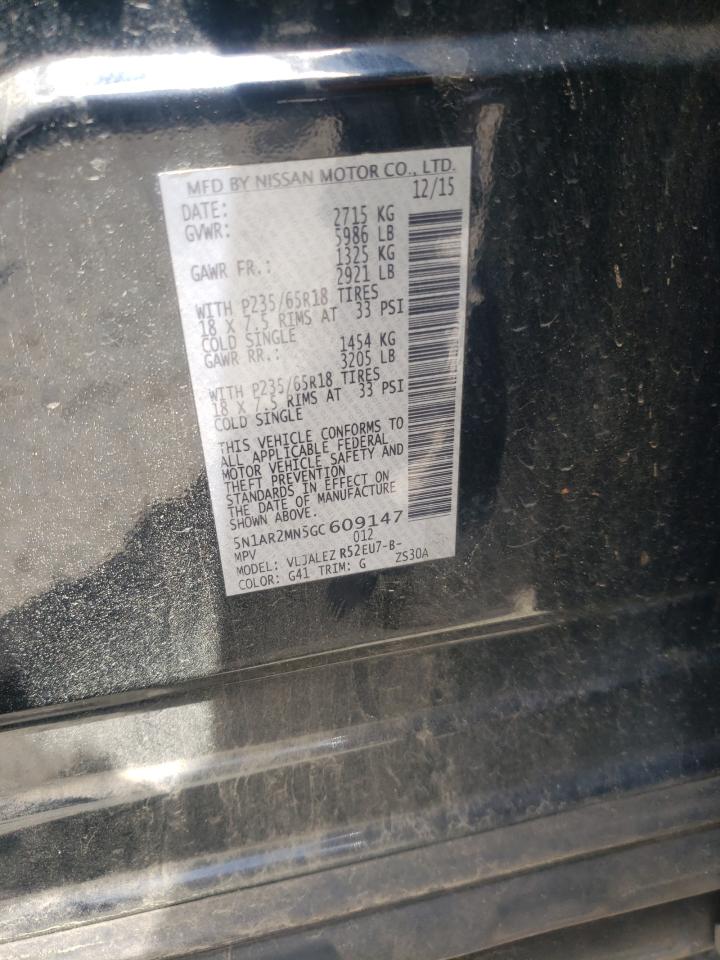 MFD BY NISSAN MOTOR CO., LTD.
DATE: 12/15
GVWR: 2715 KG
5986 LB
GAWR FR.: 1325 KG
2921 LB
WITH P235/65R18 TIRES
18 X 7.5 RIMS AT 33 PSI
COLD SINGLE
GAWR RR.: 1454 KG
3205 LB
WITH P235/65R18 TIRES
18 X 7.5 RIMS AT 33 PSI
COLD SINGLE
THIS VEHICLE CONFORMS TO
ALL APPLICABLE FEDERAL
MOTOR VEHICLE SAFETY AND
THEFT PREVENTION
STANDARDS IN EFFECT ON
THE DATE OF MANUFACTURE
SHOWN ABOVE.
5N1AR2MN5GC609147
MPV 012
MODEL: VLJALEZ R52EU7-B-
COLOR: G41 TRIM: G ZS30A